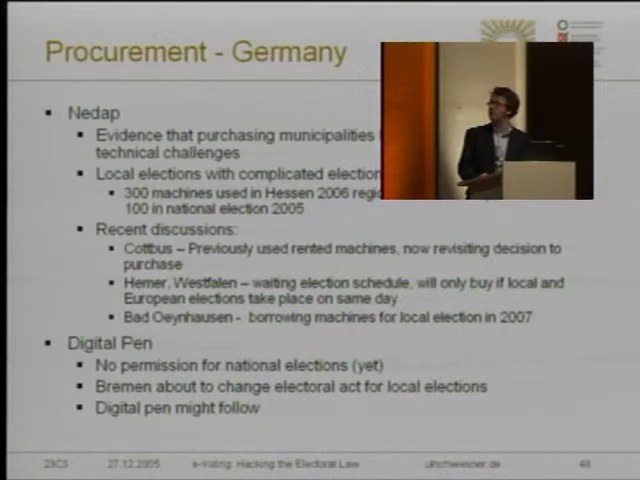 Procurement - Germany
Nedap
Evidence that purchasing municipalities
technical challenges
Local elections with complicated election
300 machines used in Hessen 2006
100 in national election 2005
Recent discussions:
Cottbus – Previously used rented machines, now revisiting decision to
purchase
Hemer, Westfalen – waiting election schedule, will only buy if local and
European elections take place on same day
Bad Oeynhausen - borrowing machines for local election in 2007
Digital Pen
No permission for national elections (yet)
Bremen about to change electoral act for local elections
Digital pen might follow
23C3 27.12.2005 e-Voting: Hacking the Electoral Law ulrichwiesner.de 48